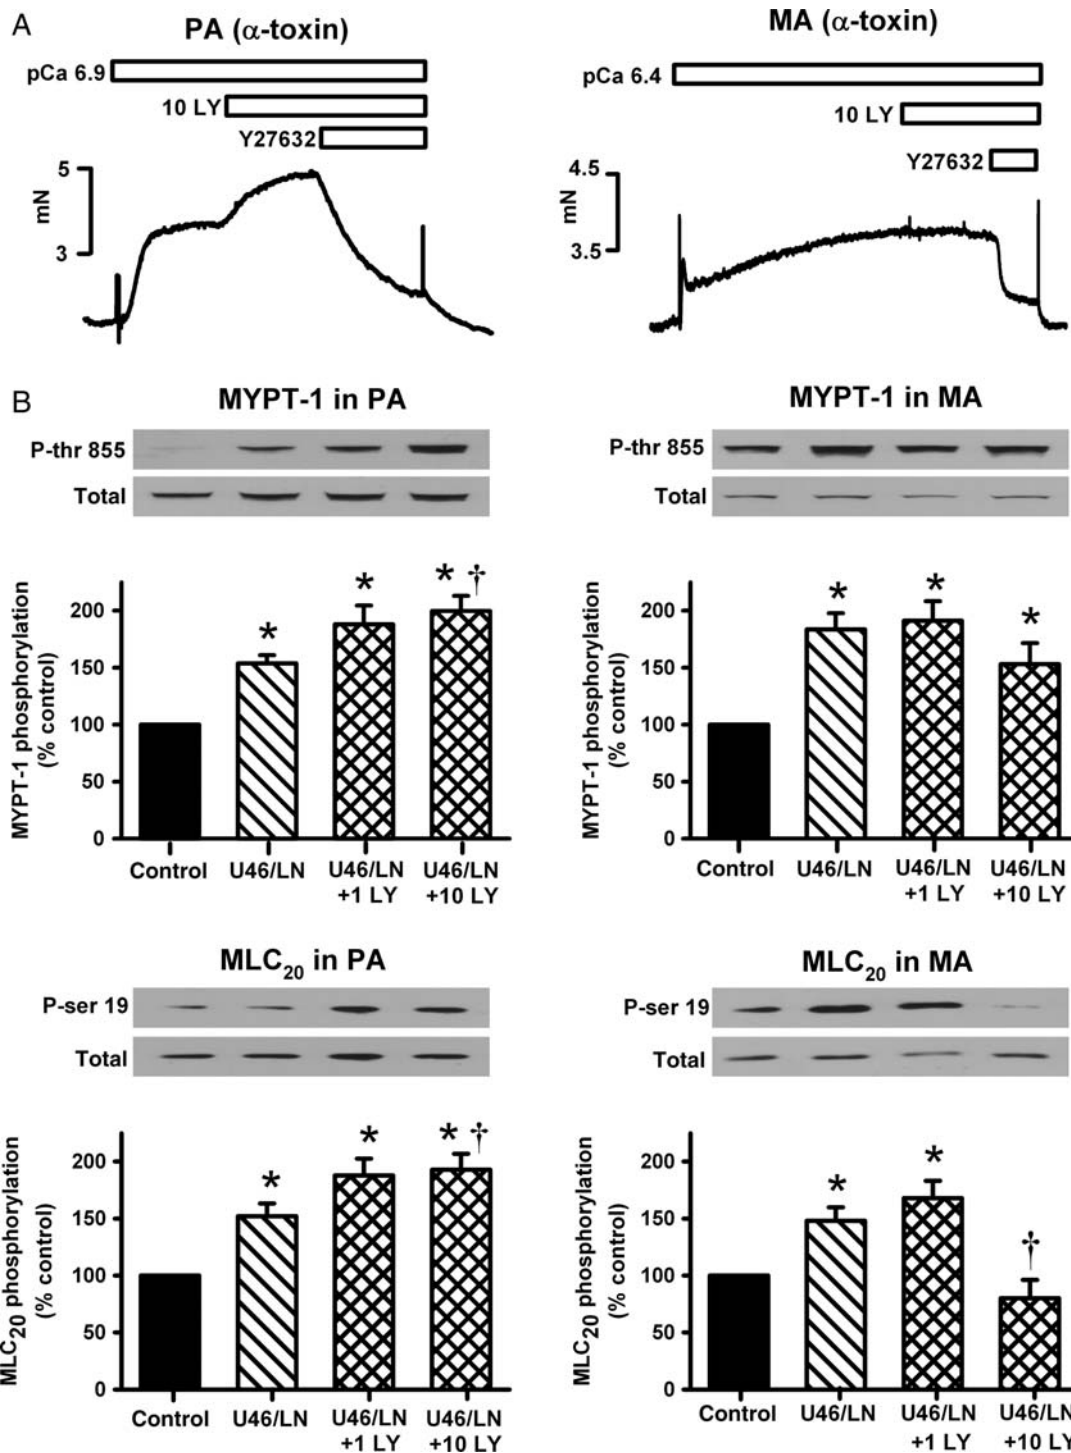 A
PA (α-toxin)
pCa 6.9
10 LY
Y27632
5
mN
3
MA (α-toxin)
pCa 6.4
10 LY
Y27632
4.5
mN
3.5
B
MYPT-1 in PA
P-thr 855
Total
MYPT-1 phosphorylation
(% control)
200
150
100
50
0
* * * †
Control
U46/LN
U46/LN
+1 LY
U46/LN
+10 LY
MYPT-1 in MA
P-thr 855
Total
MYPT-1 phosphorylation
(% control)
200
150
100
50
0
* * *
Control
U46/LN
U46/LN
+1 LY
U46/LN
+10 LY
MLC20 in PA
P-ser 19
Total
MLC20 phosphorylation
(% control)
200
150
100
50
0
* * * †
Control
U46/LN
U46/LN
+1 LY
U46/LN
+10 LY
MLC20 in MA
P-ser 19
Total
MLC20 phosphorylation
(% control)
200
150
100
50
0
* * †
Control
U46/LN
U46/LN
+1 LY
U46/LN
+10 LY